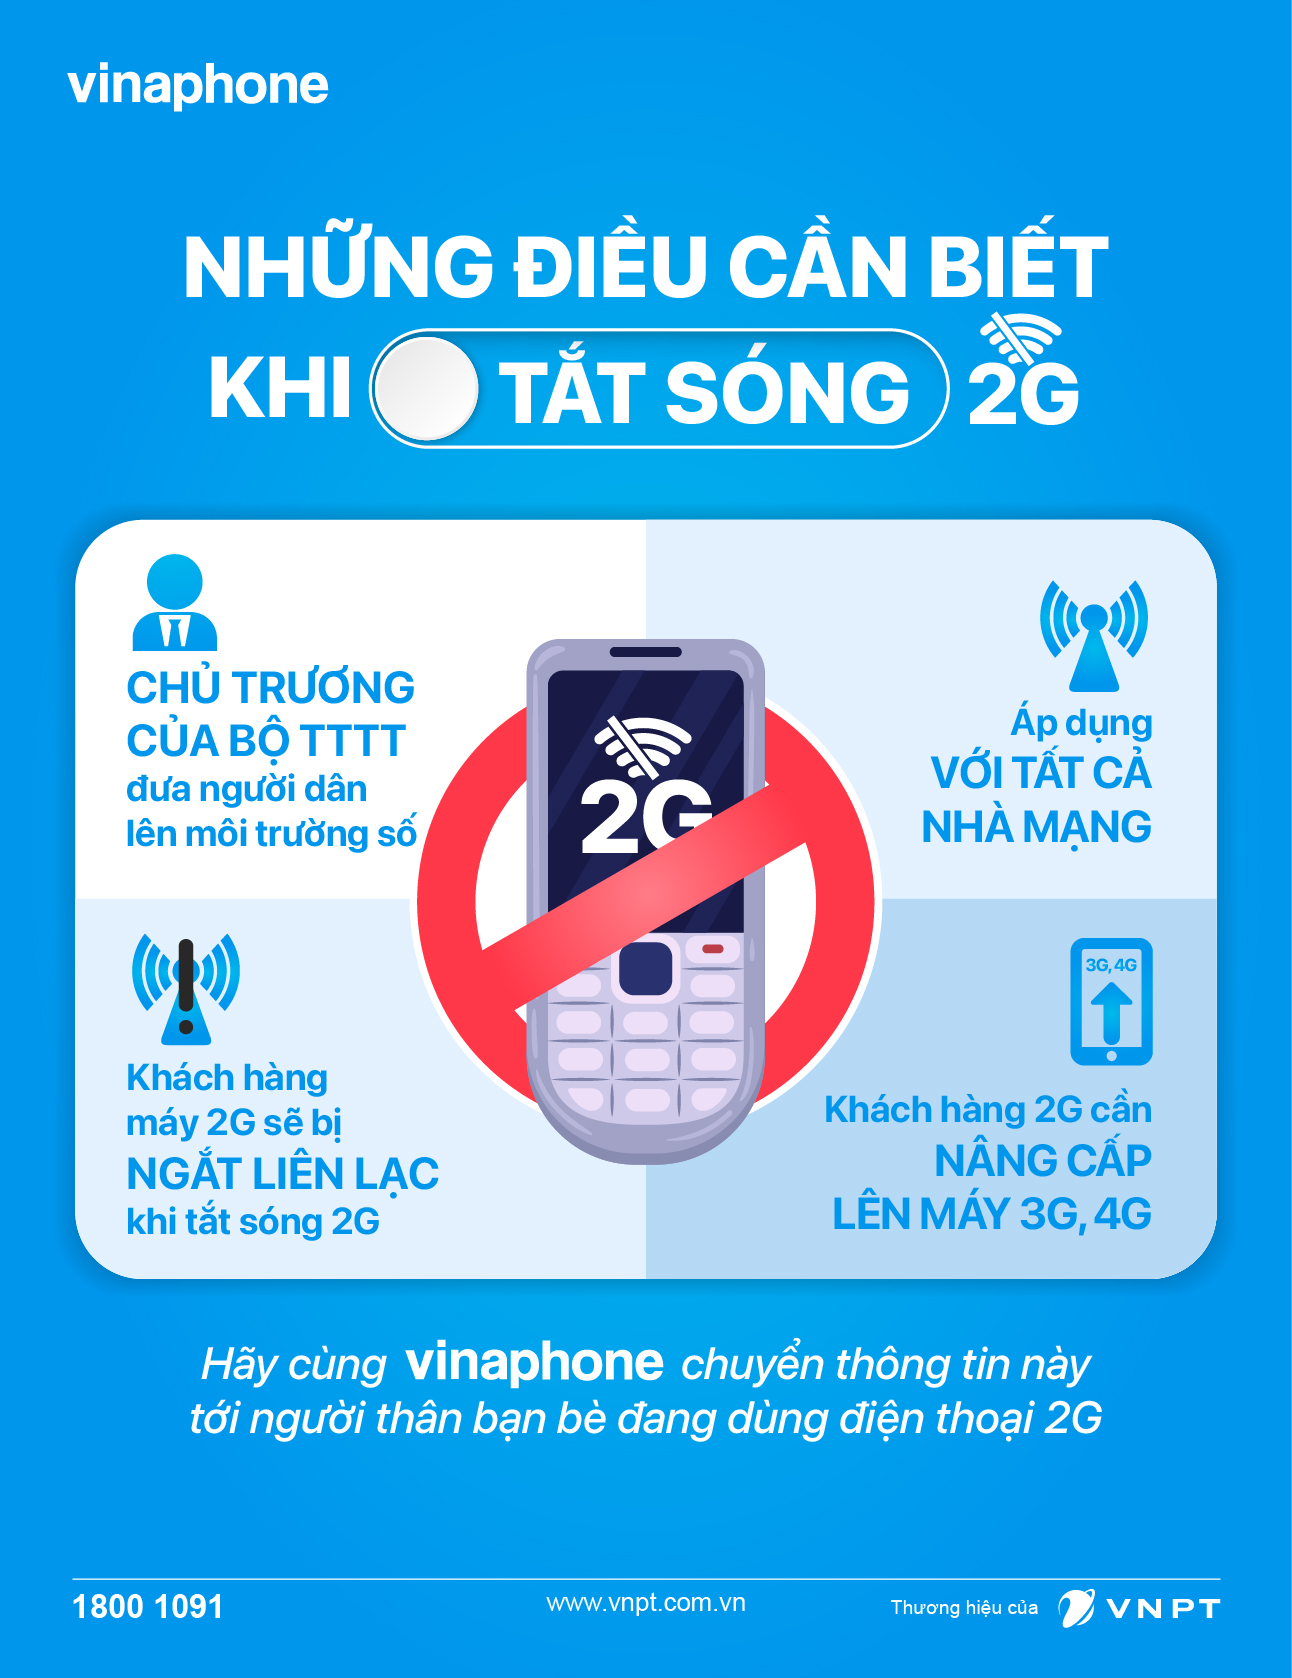 vinaphone
NHỮNG ĐIỀU CẦN BIẾT
KHI TẮT SÓNG 2G
CHỦ TRƯƠNG
CỦA BỘ TTTT
đưa người dân
lên môi trường số
Áp dụng
VỚI TẤT CẢ
NHÀ MẠNG
2G
Khách hàng
máy 2G sẽ bị
NGẮT LIÊN LẠC
khi tắt sóng 2G
3G, 4G
Khách hàng 2G cần
NÂNG CẤP
LÊN MÁY 3G, 4G
Hãy cùng vinaphone chuyển thông tin này
tới người thân bạn bè đang dùng điện thoại 2G
1800 1091
www.vnpt.com.vn
Thương hiệu của VNPT